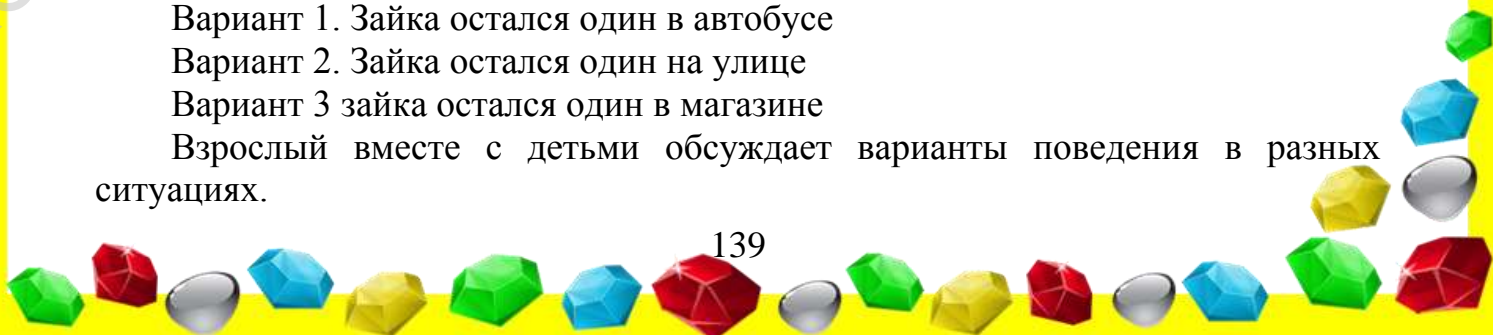 Вариант 1. Зайка остался один в автобусе
Вариант 2. Зайка остался один на улице
Вариант 3 зайка остался один в магазине
Взрослый вместе с детьми обсуждает варианты поведения в разных
ситуациях.
139